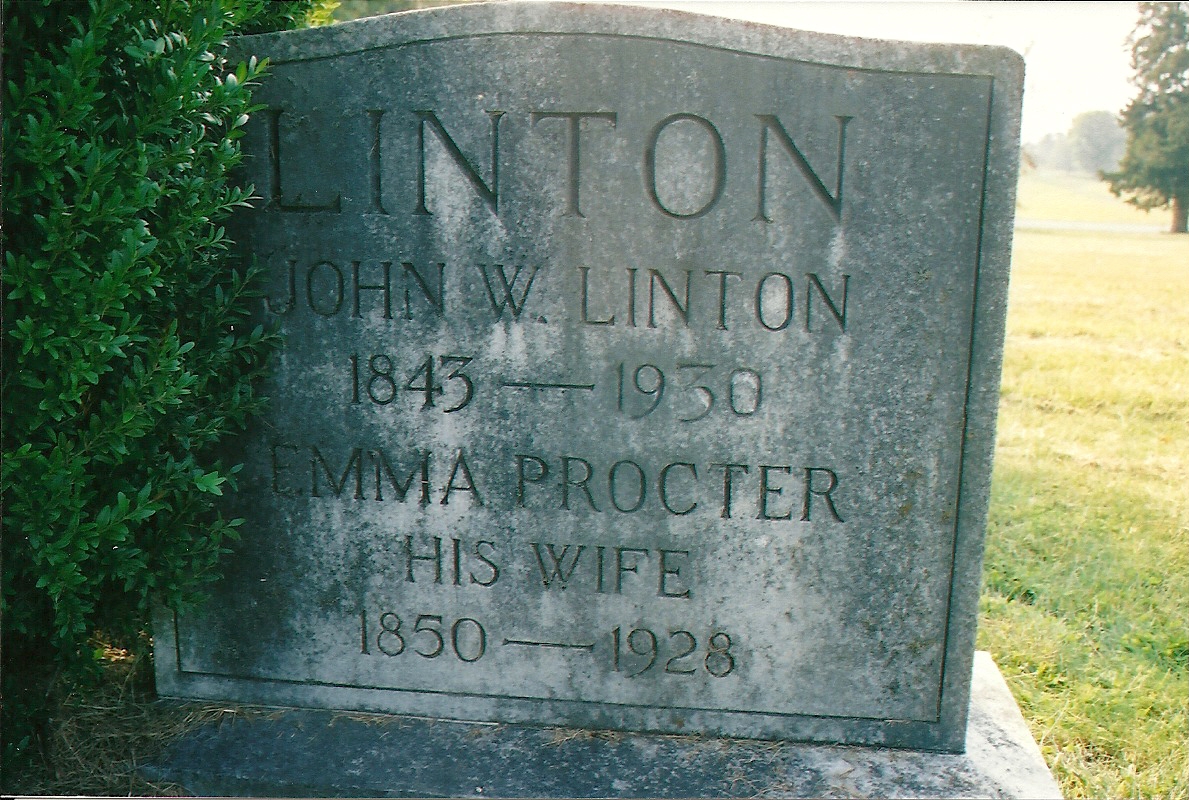 LINTON
JOHN W. LINTON
1843 — 1930
EMMA PROCTER
HIS WIFE
1850 — 1928